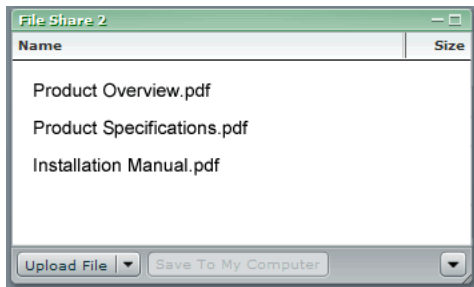 File Share 2
Name Size
Product Overview.pdf
Product Specifications.pdf
Installation Manual.pdf
Upload File Save To My Computer